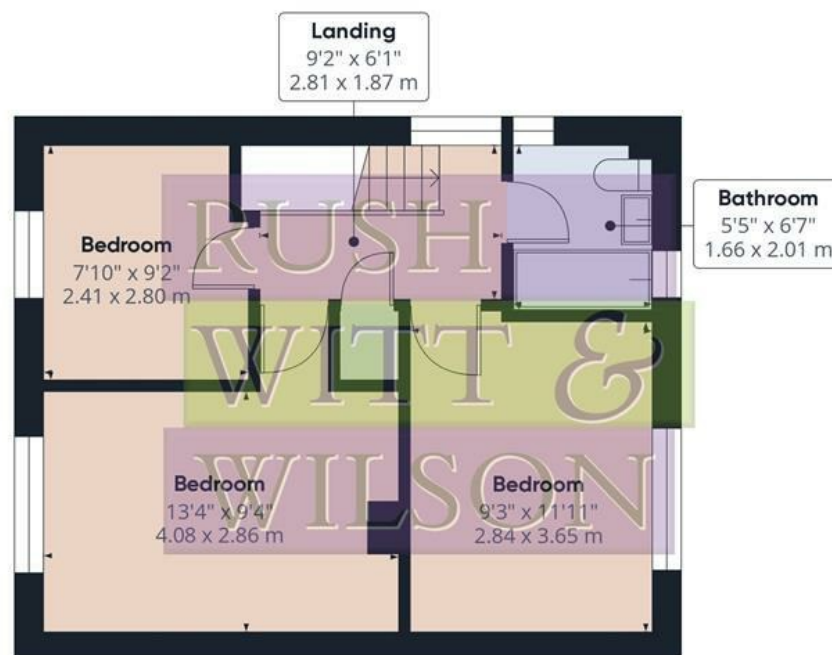 Landing
9'2" x 6'1"
2.81 x 1.87 m
Bathroom
5'5" x 6'7"
1.66 x 2.01 m
Bedroom
7'10" x 9'2"
2.41 x 2.80 m
RUSH
WITT &
WILSON
Bedroom
13'4" x 9'4"
4.08 x 2.86 m
Bedroom
9'3" x 11'11"
2.84 x 3.65 m